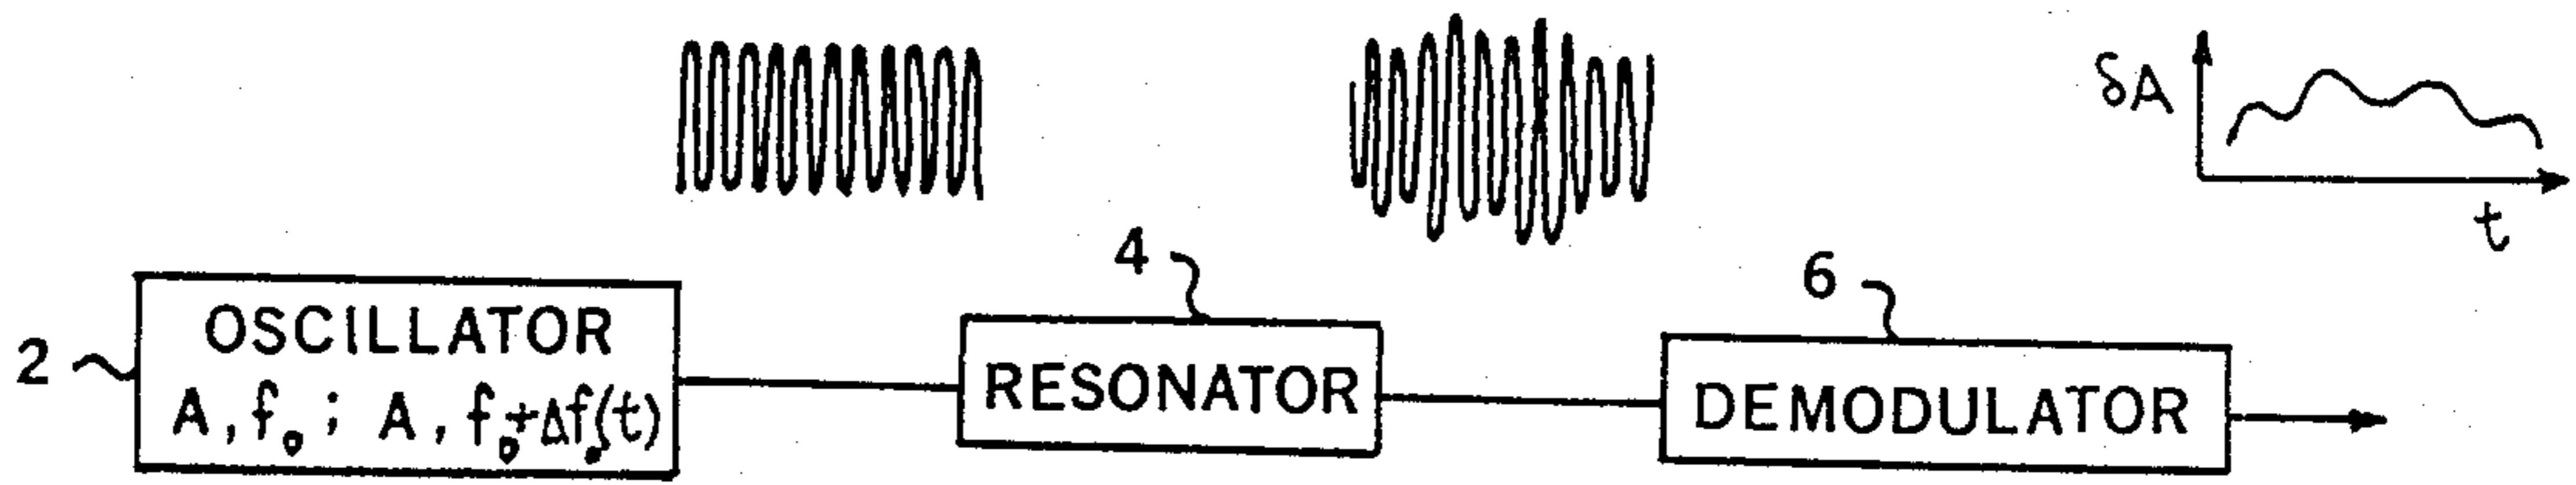 δA
t
2
OSCILLATOR
A, f₀ ; A, f₀+Δf₀(t)
4
RESONATOR
6
DEMODULATOR